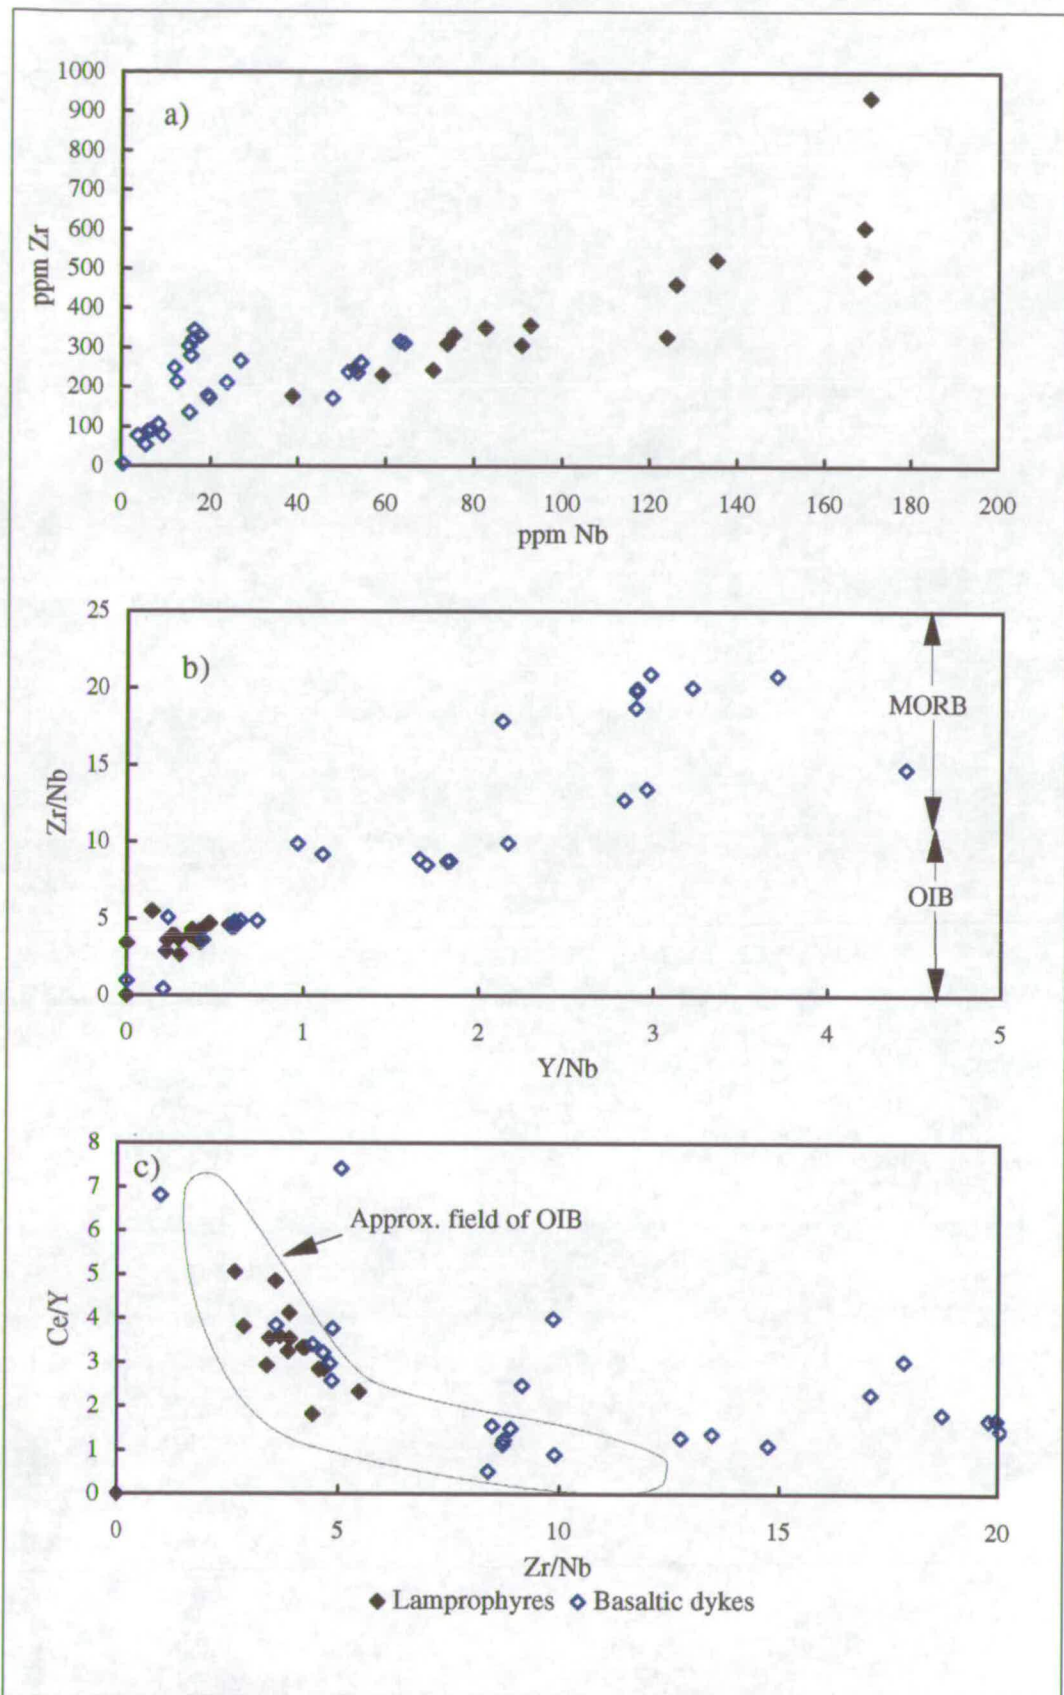 1000
900
800
700
600
500
400
300
200
100
0
a)
ppm Zr
0 20 40 60 80 100 120 140 160 180 200
ppm Nb
25
20
15
10
5
0
b)
Zr/Nb
MORB
OIB
0 1 2 3 4 5
Y/Nb
8
7
6
5
4
3
2
1
0
c)
Approx. field of OIB
Ce/Y
0 5 10 15 20
Zr/Nb
Lamprophyres Basaltic dykes